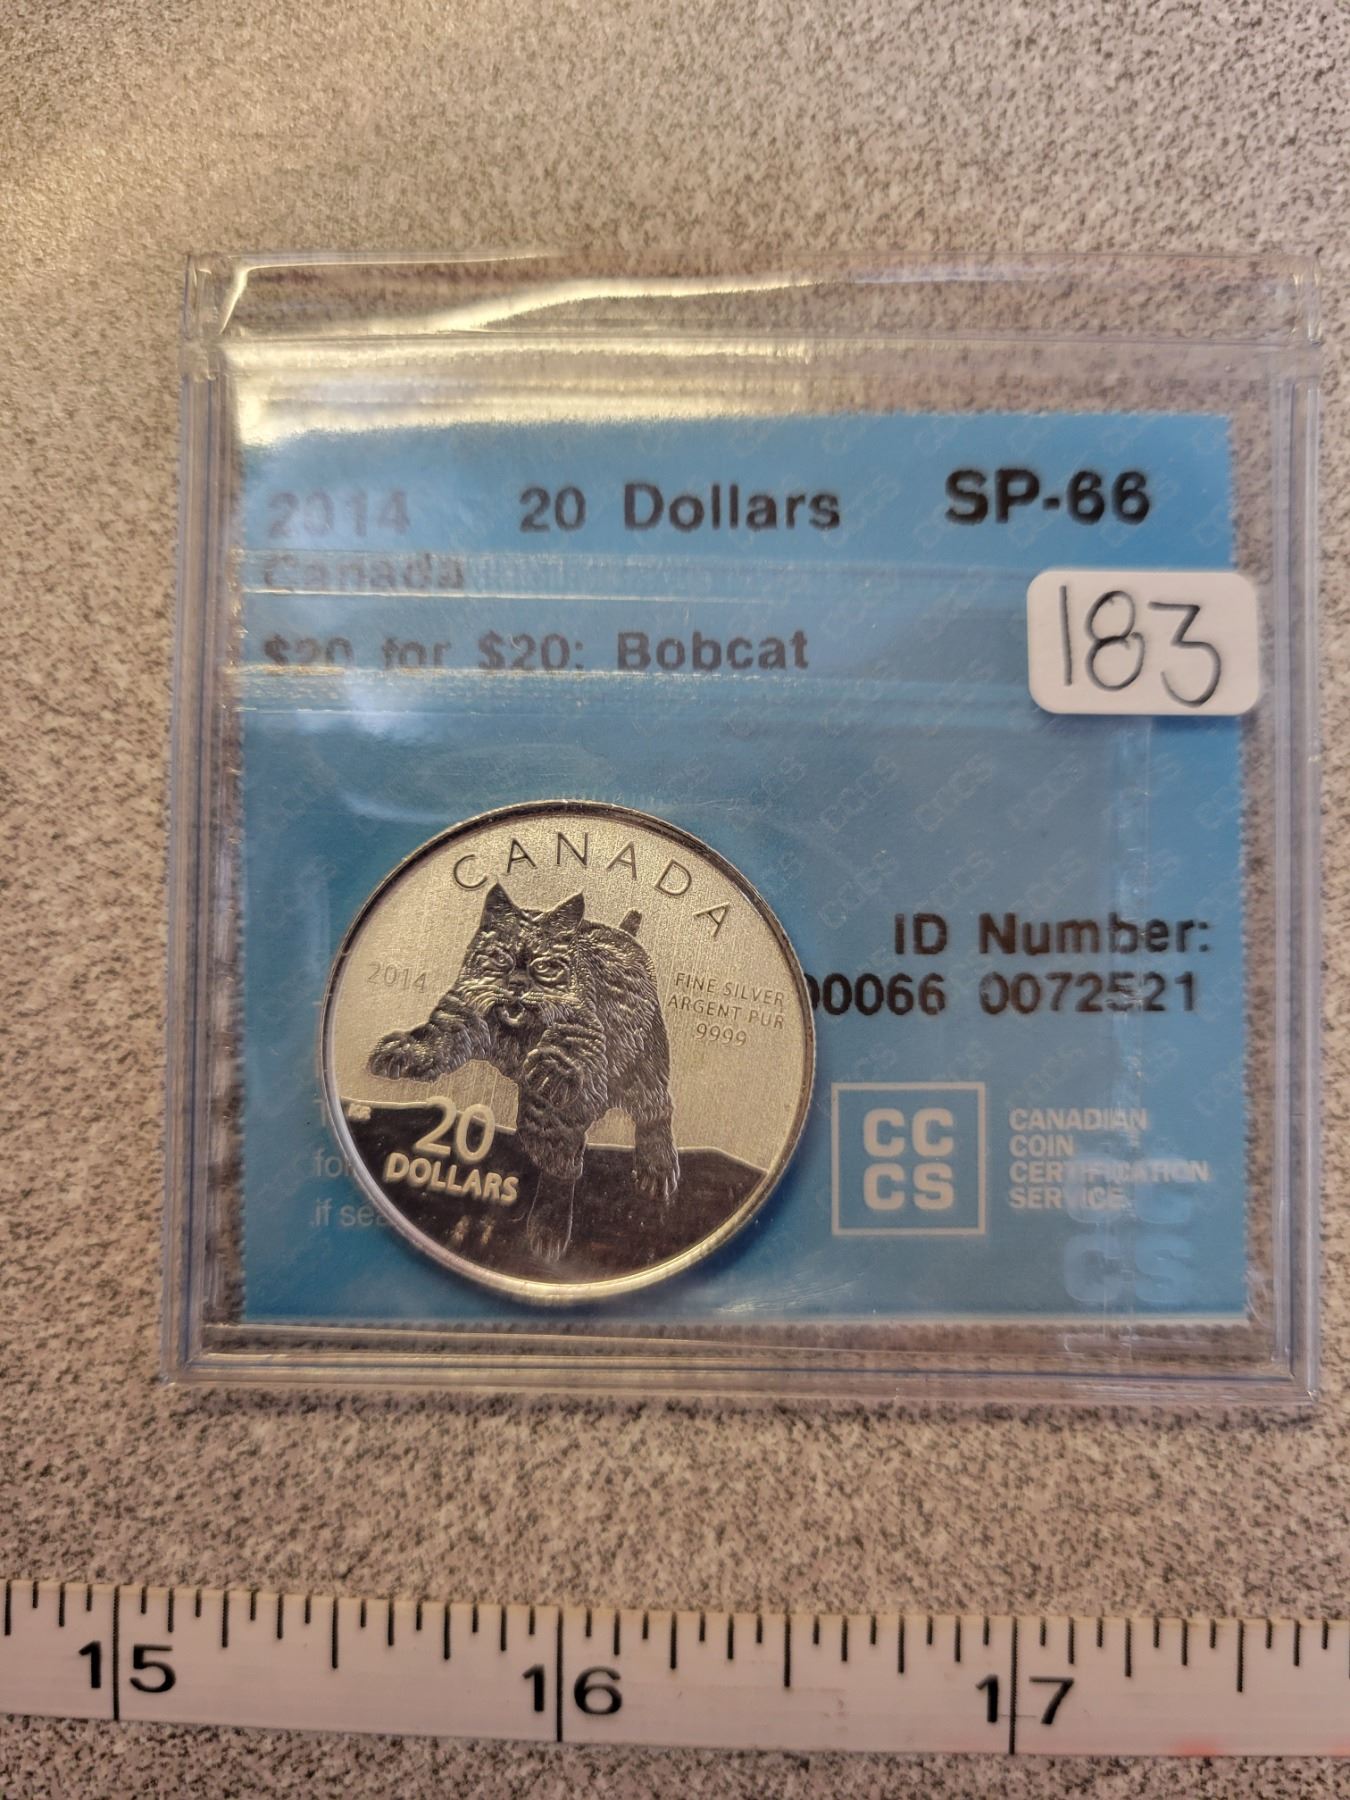 2014 20 Dollars SP-66
Canada
$20 for $20: Bobcat
183
CANADA
2014
FINE SILVER
ARGENT PUR
9999
20
DOLLARS
ID Number:
00066 0072521
CC
CS
CANADIAN
COIN
CERTIFICATION
SERVICE
CS
15 16 17